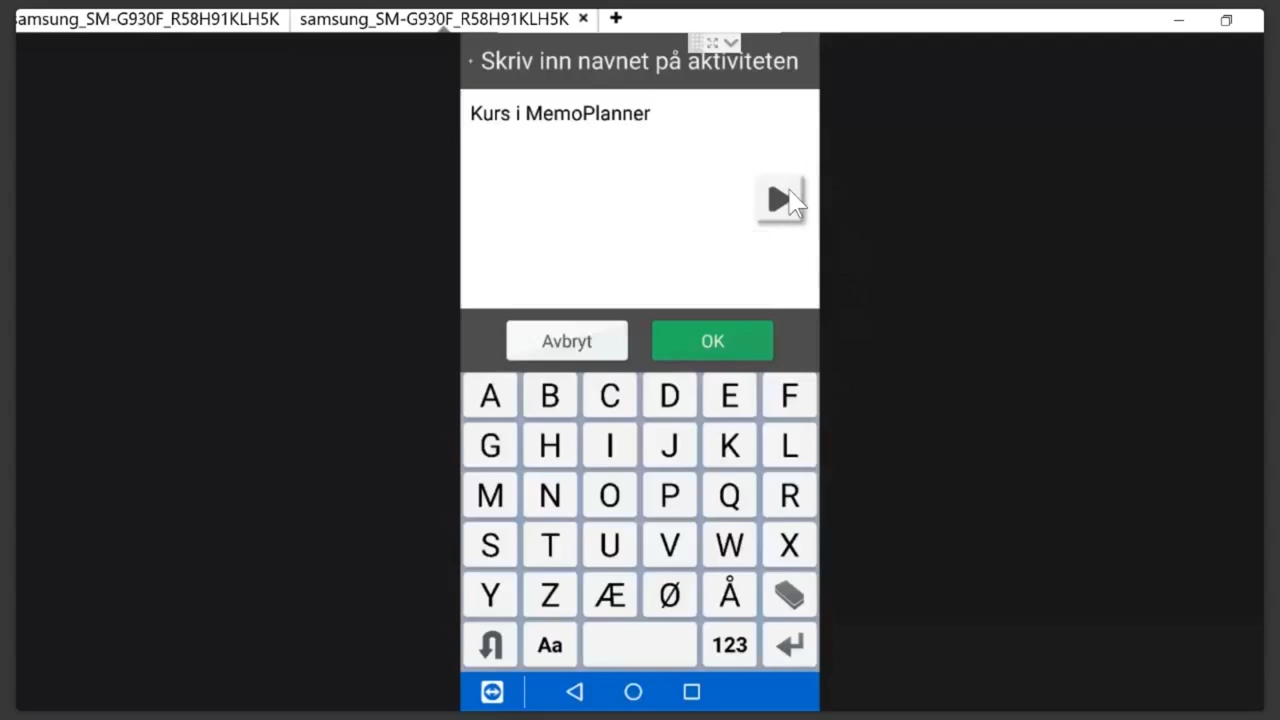 amsung_SM-G930F_R58H91KLH5K samsung_SM-G930F_R58H91KLH5K
Skriv inn navnet på aktiviteten
Kurs i MemoPlanner
Avbryt OK
A B C D E F
G H I J K L
M N O P Q R
S T U V W X
Y Z Æ Ø Å
Aa 123